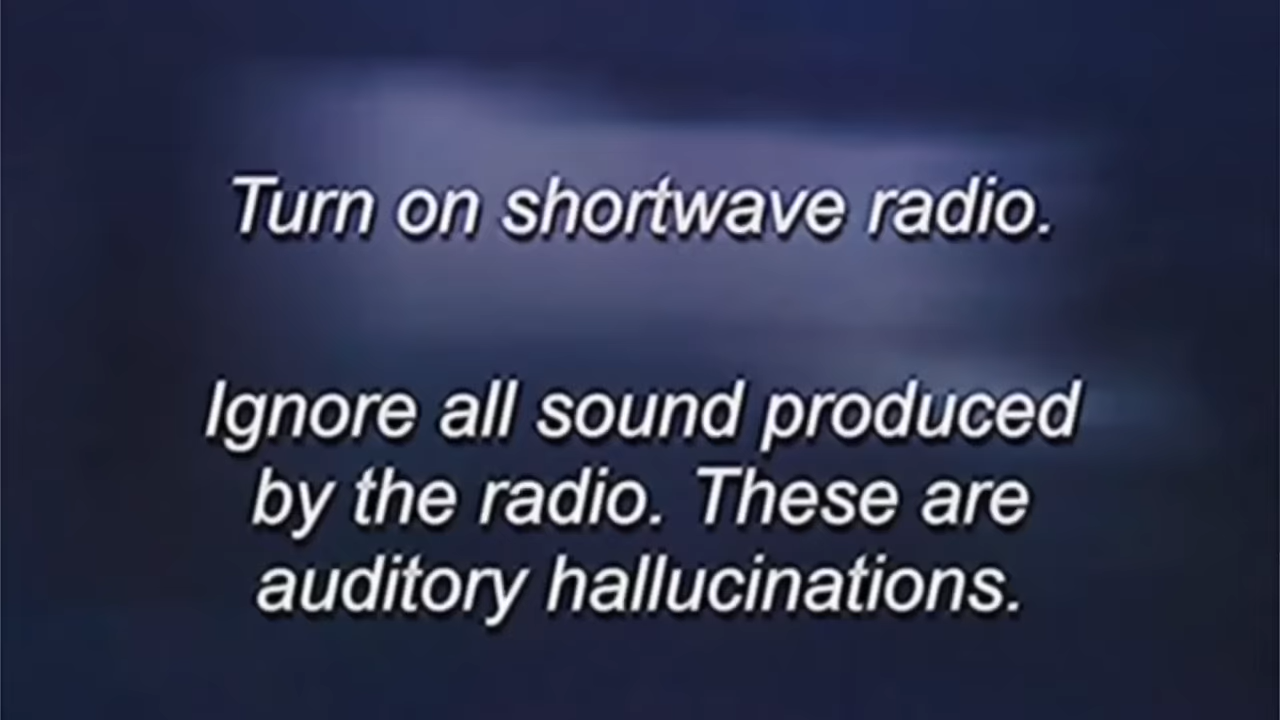 Turn on shortwave radio.
Ignore all sound produced
by the radio. These are
auditory hallucinations.